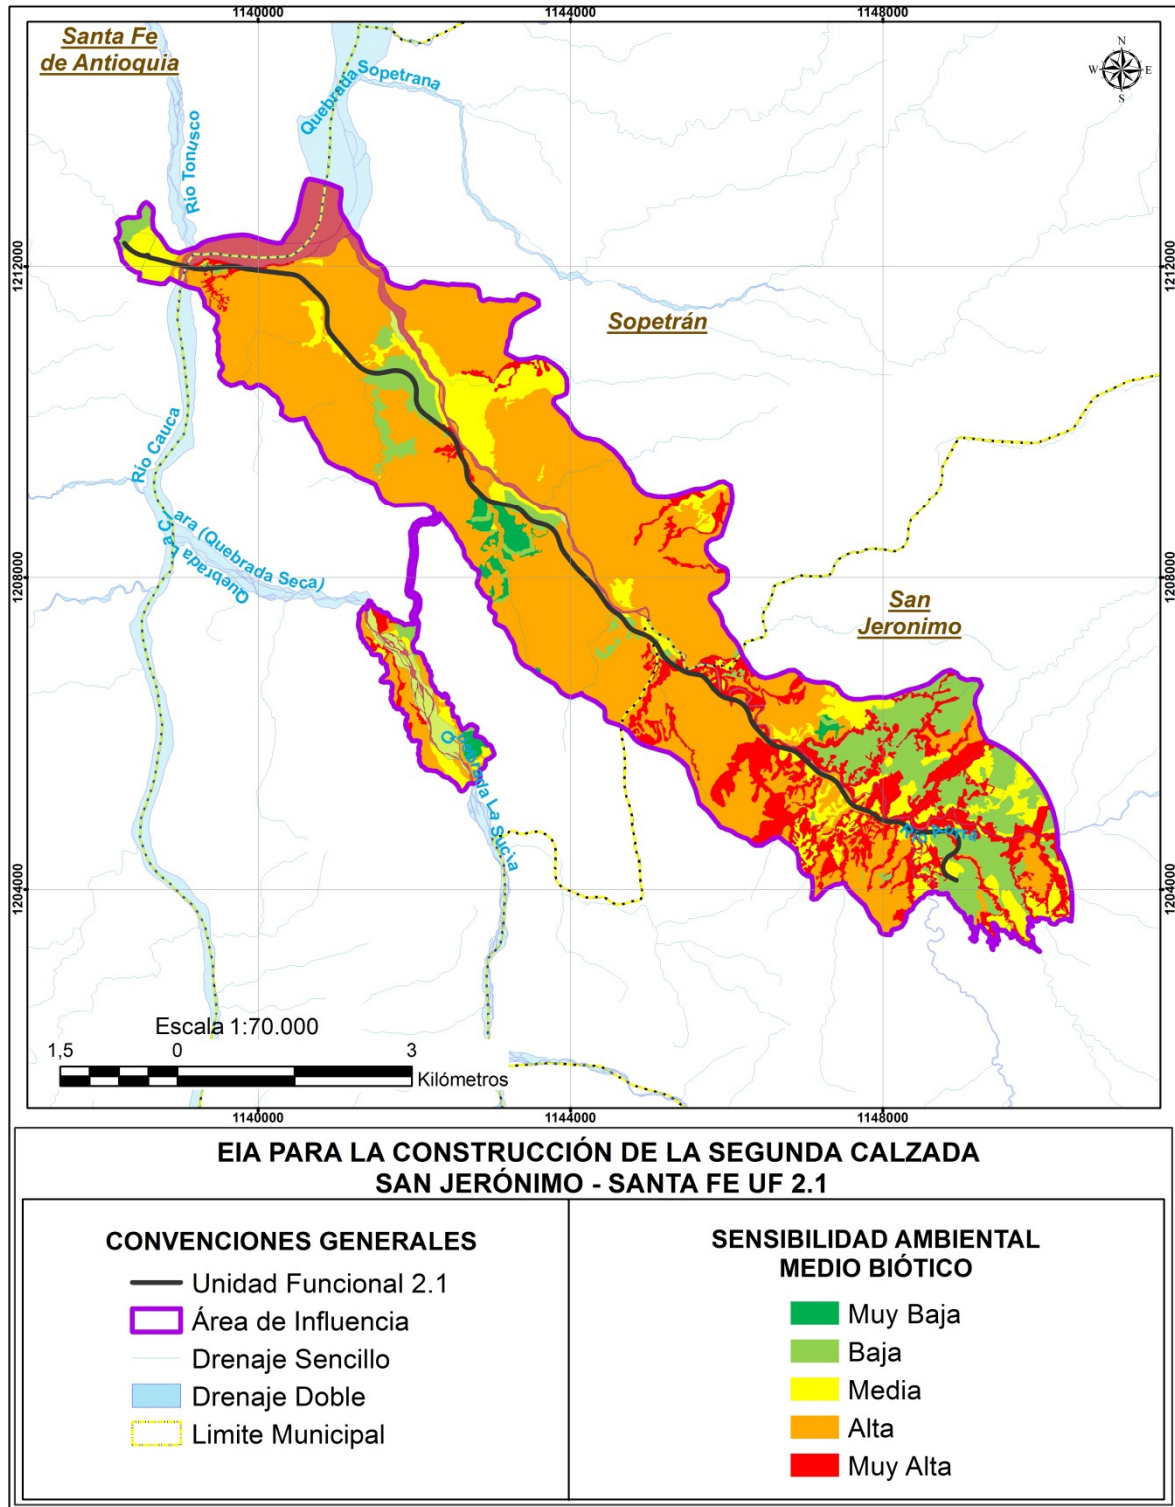 1140000
1144000
1148000
Santa Fe
de Antioquia
Quebrada Sopetrana
N
W
E
S
Río Tonusco
1212000
1212000
Sopetrán
Río Cauca
Quebrada La Clara (Quebrada Seca)
1208000
1208000
San
Jeronimo
Quebrada La Sucia
1204000
1204000
Escala 1:70.000
1,5
0
3
Kilómetros
1140000
1144000
1148000
EIA PARA LA CONSTRUCCIÓN DE LA SEGUNDA CALZADA
SAN JERÓNIMO - SANTA FE UF 2.1
CONVENCIONES GENERALES
Unidad Funcional 2.1
Área de Influencia
Drenaje Sencillo
Drenaje Doble
Limite Municipal
SENSIBILIDAD AMBIENTAL
MEDIO BIÓTICO
Muy Baja
Baja
Media
Alta
Muy Alta